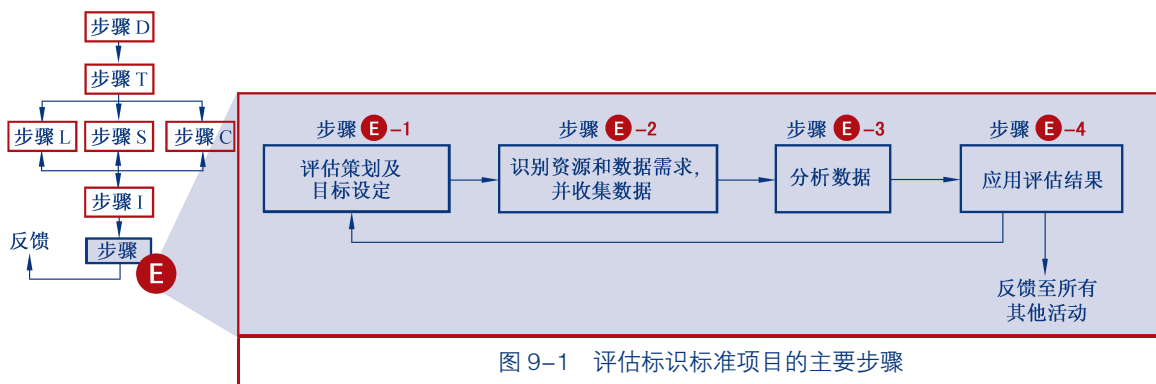 步骤 D
步骤 T
步骤 L
步骤 S
步骤 C
步骤 I
反馈
步骤
E
步骤 E-1
评估策划及
目标设定
步骤 E-2
识别资源和数据需求，
并收集数据
步骤 E-3
分析数据
步骤 E-4
应用评估结果
反馈至所有
其他活动
图 9-1 评估标识标准项目的主要步骤